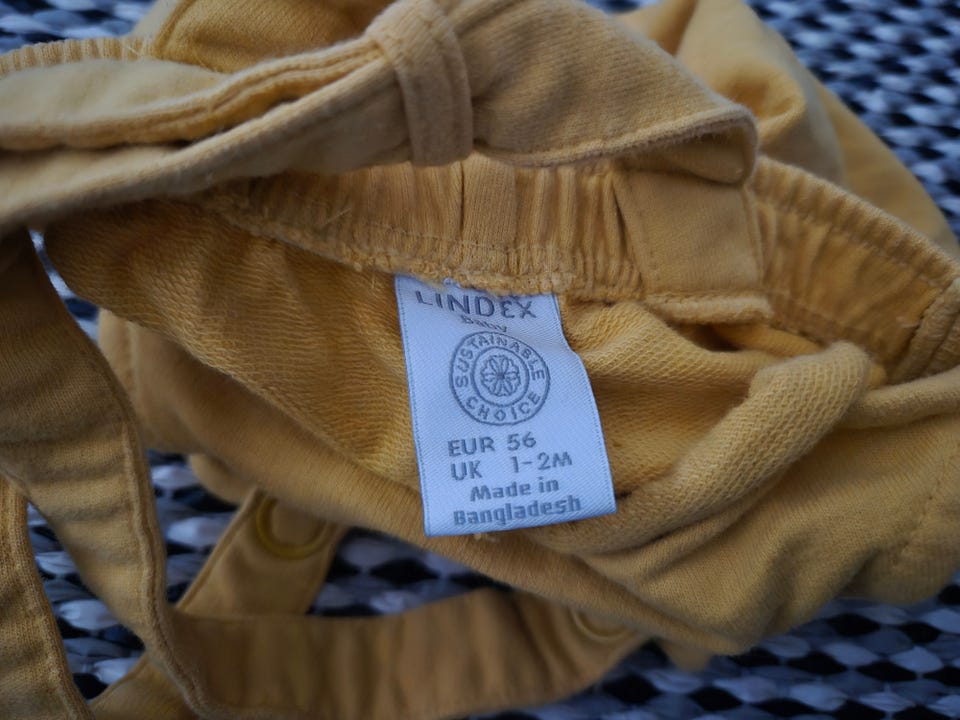 LINDEX
Baby
SUSTAINABLE
CHOICE
EUR 56
UK 1-2M
Made in
Bangladesh